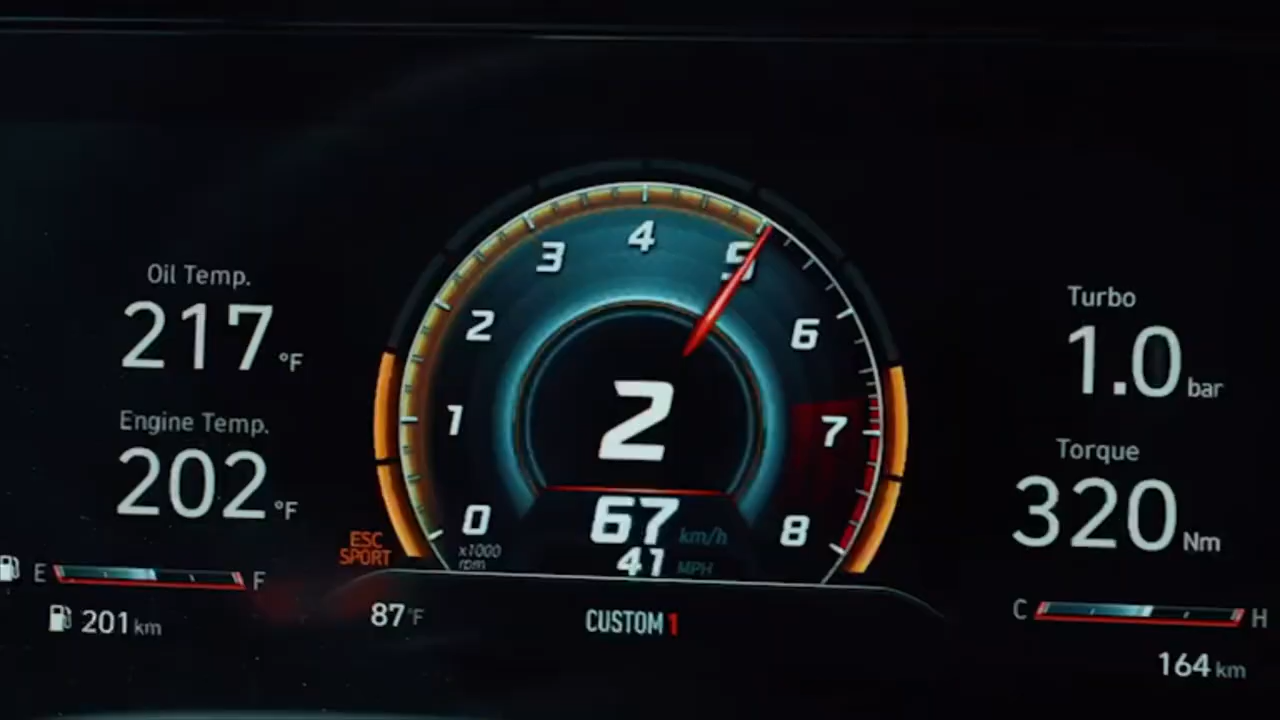 Oil Temp.
217 °F
Engine Temp.
202 °F
E F
201 km
ESC
SPORT
87 °F
0
1
2
3
4
5
6
7
8
x1000
rpm
2
67 km/h
41 MPH
CUSTOM 1
Turbo
1.0 bar
Torque
320 Nm
C H
164 km